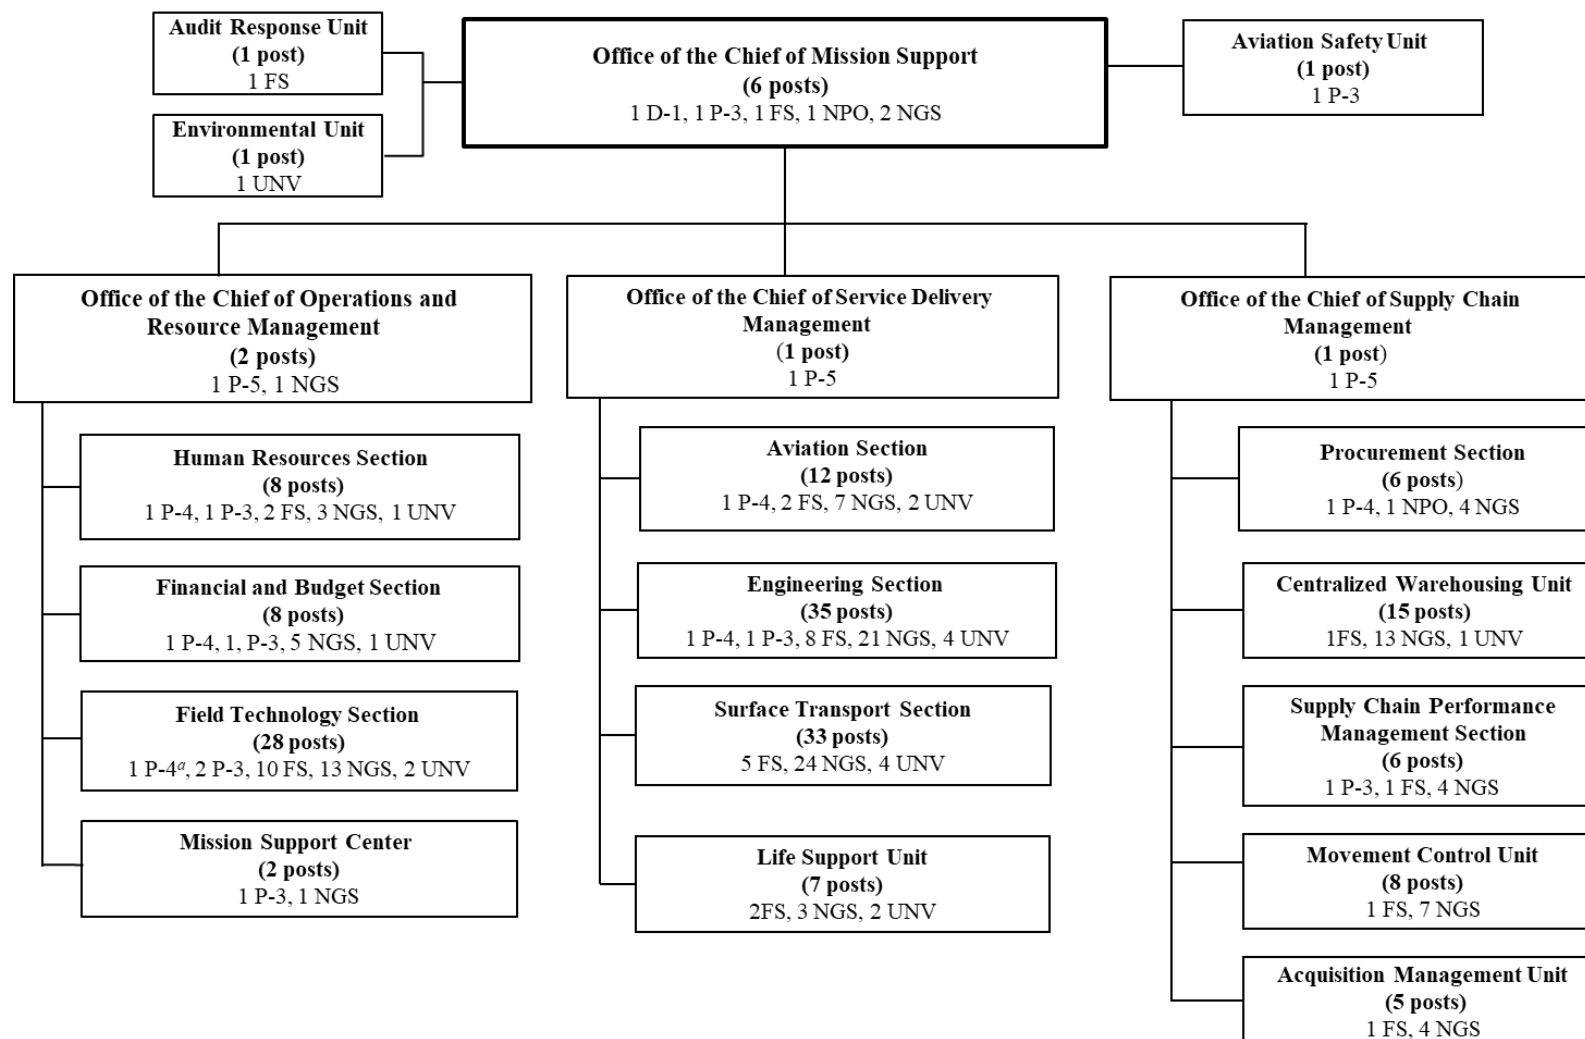 Audit Response Unit
(1 post)
1 FS
Environmental Unit
(1 post)
1 UNV
Office of the Chief of Mission Support
(6 posts)
1 D-1, 1 P-3, 1 FS, 1 NPO, 2 NGS
Aviation Safety Unit
(1 post)
1 P-3
Office of the Chief of Operations and
Resource Management
(2 posts)
1 P-5, 1 NGS
Human Resources Section
(8 posts)
1 P-4, 1 P-3, 2 FS, 3 NGS, 1 UNV
Financial and Budget Section
(8 posts)
1 P-4, 1, P-3, 5 NGS, 1 UNV
Field Technology Section
(28 posts)
1 P-4ª, 2 P-3, 10 FS, 13 NGS, 2 UNV
Mission Support Center
(2 posts)
1 P-3, 1 NGS
Office of the Chief of Service Delivery
Management
(1 post)
1 P-5
Aviation Section
(12 posts)
1 P-4, 2 FS, 7 NGS, 2 UNV
Engineering Section
(35 posts)
1 P-4, 1 P-3, 8 FS, 21 NGS, 4 UNV
Surface Transport Section
(33 posts)
5 FS, 24 NGS, 4 UNV
Life Support Unit
(7 posts)
2FS, 3 NGS, 2 UNV
Office of the Chief of Supply Chain
Management
(1 post)
1 P-5
Procurement Section
(6 posts)
1 P-4, 1 NPO, 4 NGS
Centralized Warehousing Unit
(15 posts)
1FS, 13 NGS, 1 UNV
Supply Chain Performance
Management Section
(6 posts)
1 P-3, 1 FS, 4 NGS
Movement Control Unit
(8 posts)
1 FS, 7 NGS
Acquisition Management Unit
(5 posts)
1 FS, 4 NGS